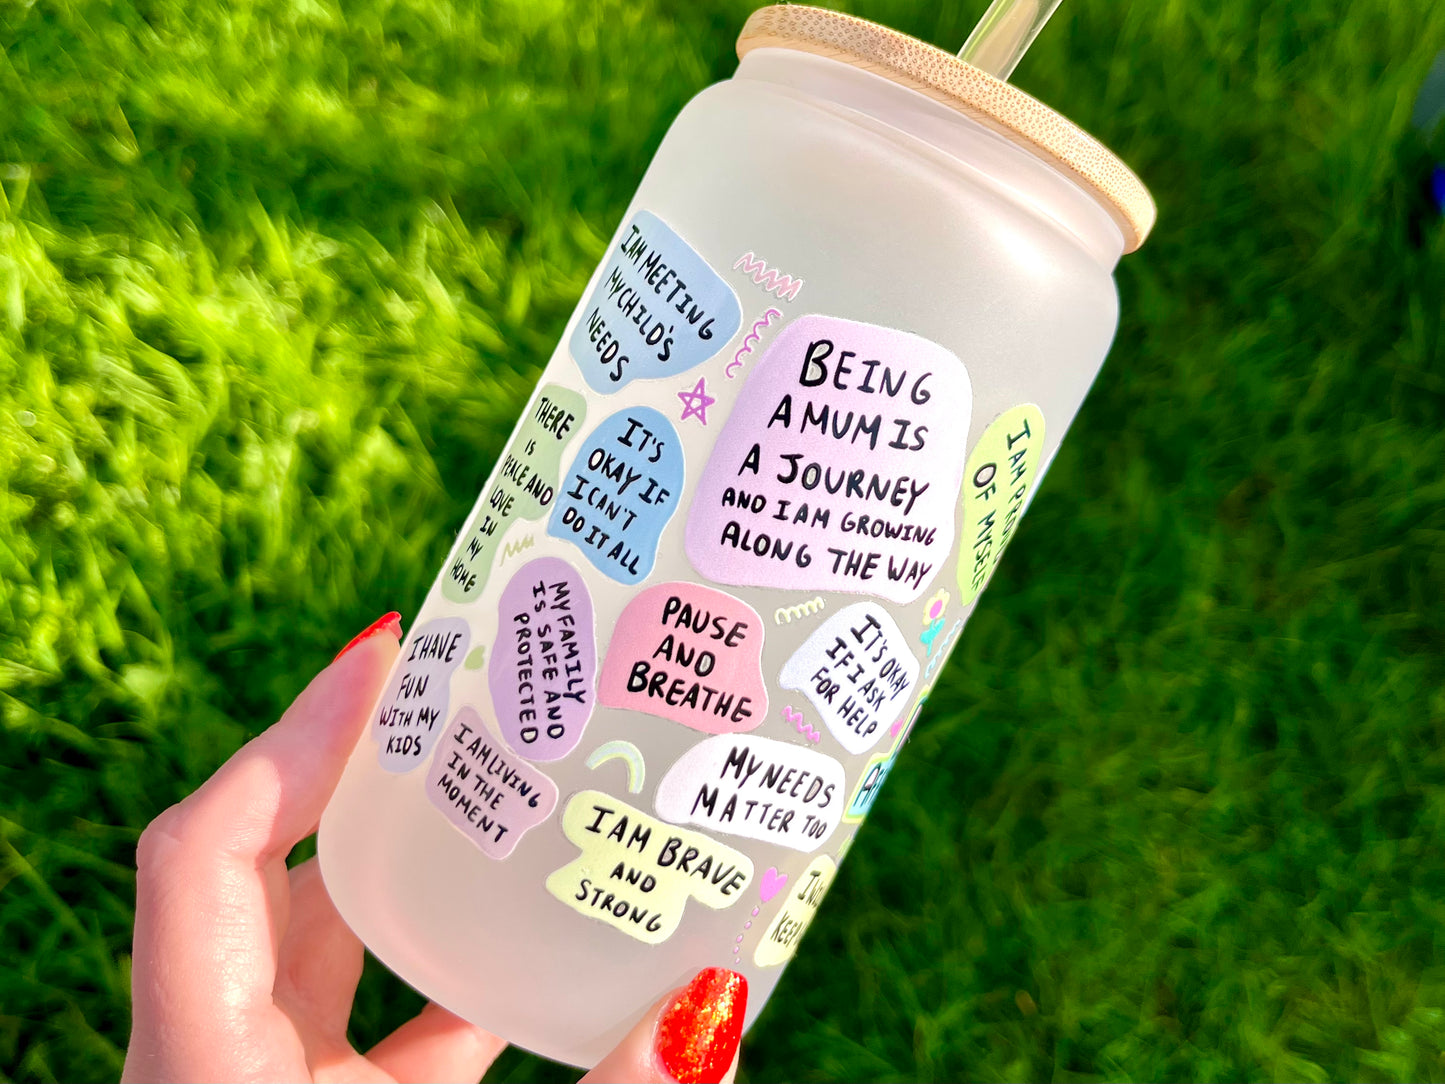 I AM MEETING
MY CHILD'S
NEEDS
BEING
A MUM IS
A JOURNEY
AND I AM GROWING
ALONG THE WAY
I AM
OF MYSELF
THERE
IS
PEACE AND
LOVE
IN
MY
HOME
IT'S
OKAY IF
I CAN'T
DO IT ALL
MY FAMILY
IS SAFE AND
PROTECTED
PAUSE
AND
BREATHE
IT'S OKAY
IF I ASK
FOR HELP
I HAVE
FUN
WITH MY
KIDS
I AM LIVING
IN THE
MOMENT
MY NEEDS
MATTER TOO
I AM BRAVE
AND
STRONG
KEEP